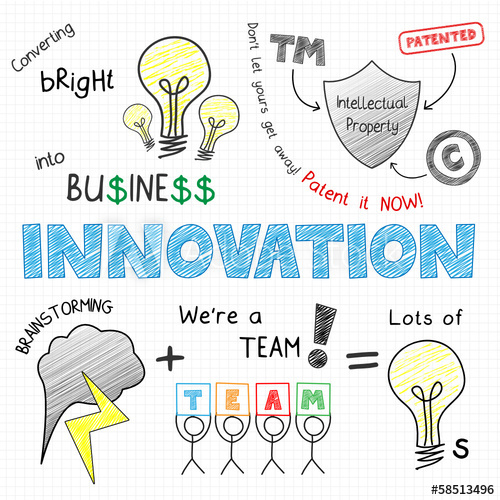 Converting
bRigHt
into
BU$INE$$
Don't let yours get away!
Patent it NOW!
TM
PATENTED
Intellectual
Property
C
INNOVATION
BRAINSTORMING
+
We're a
TEAM!
TEAM
=
Lots of
s
#58513496